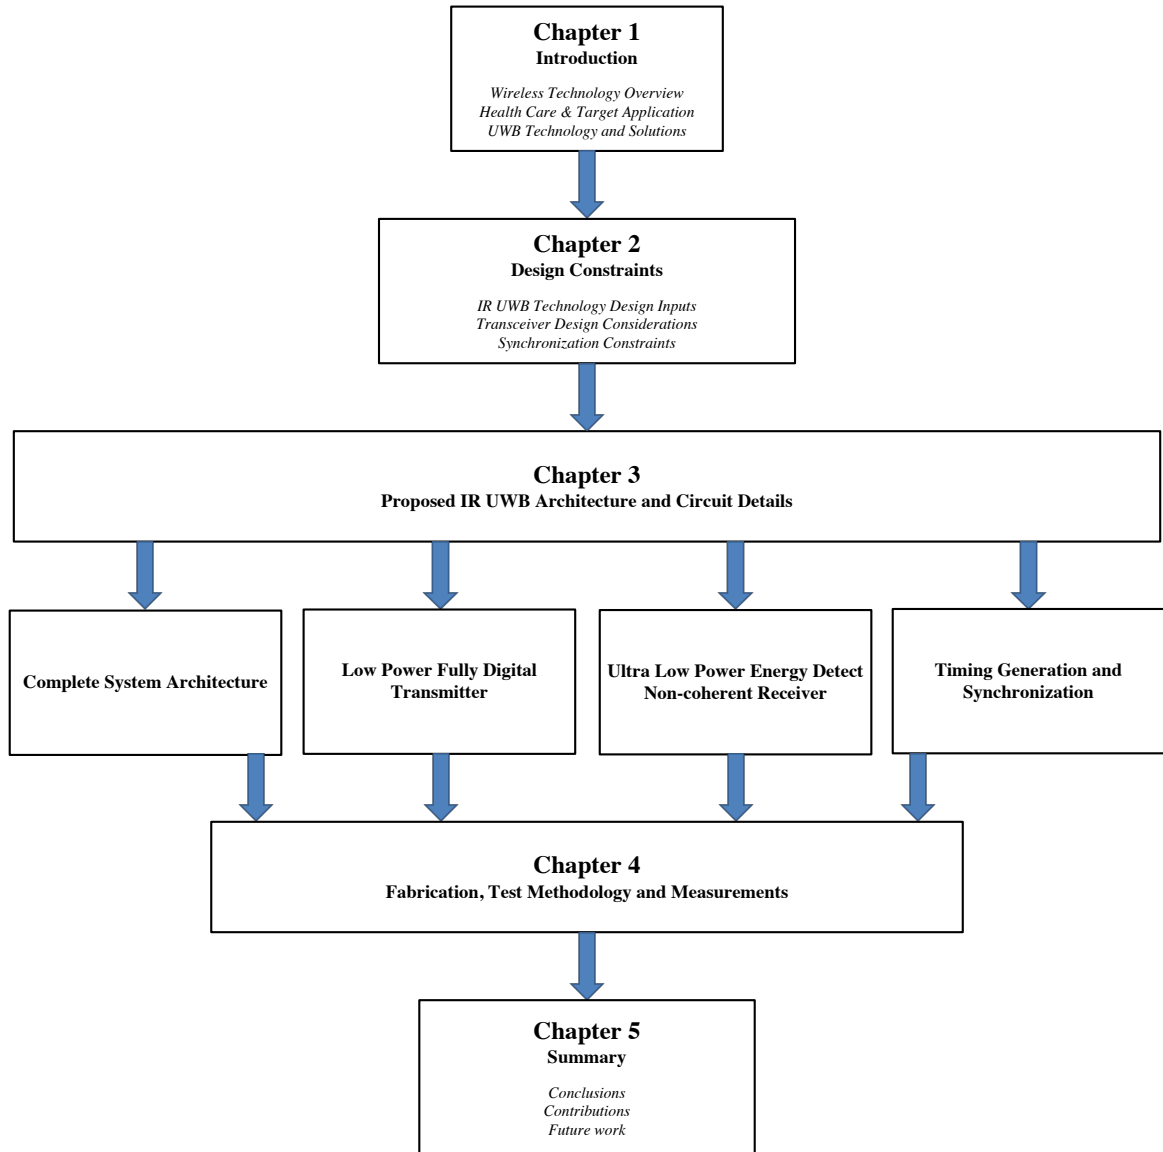 Chapter 1
Introduction
Wireless Technology Overview
Health Care & Target Application
UWB Technology and Solutions
Chapter 2
Design Constraints
IR UWB Technology Design Inputs
Transceiver Design Considerations
Synchronization Constraints
Chapter 3
Proposed IR UWB Architecture and Circuit Details
Complete System Architecture
Low Power Fully Digital
Transmitter
Ultra Low Power Energy Detect
Non-coherent Receiver
Timing Generation and
Synchronization
Chapter 4
Fabrication, Test Methodology and Measurements
Chapter 5
Summary
Conclusions
Contributions
Future work